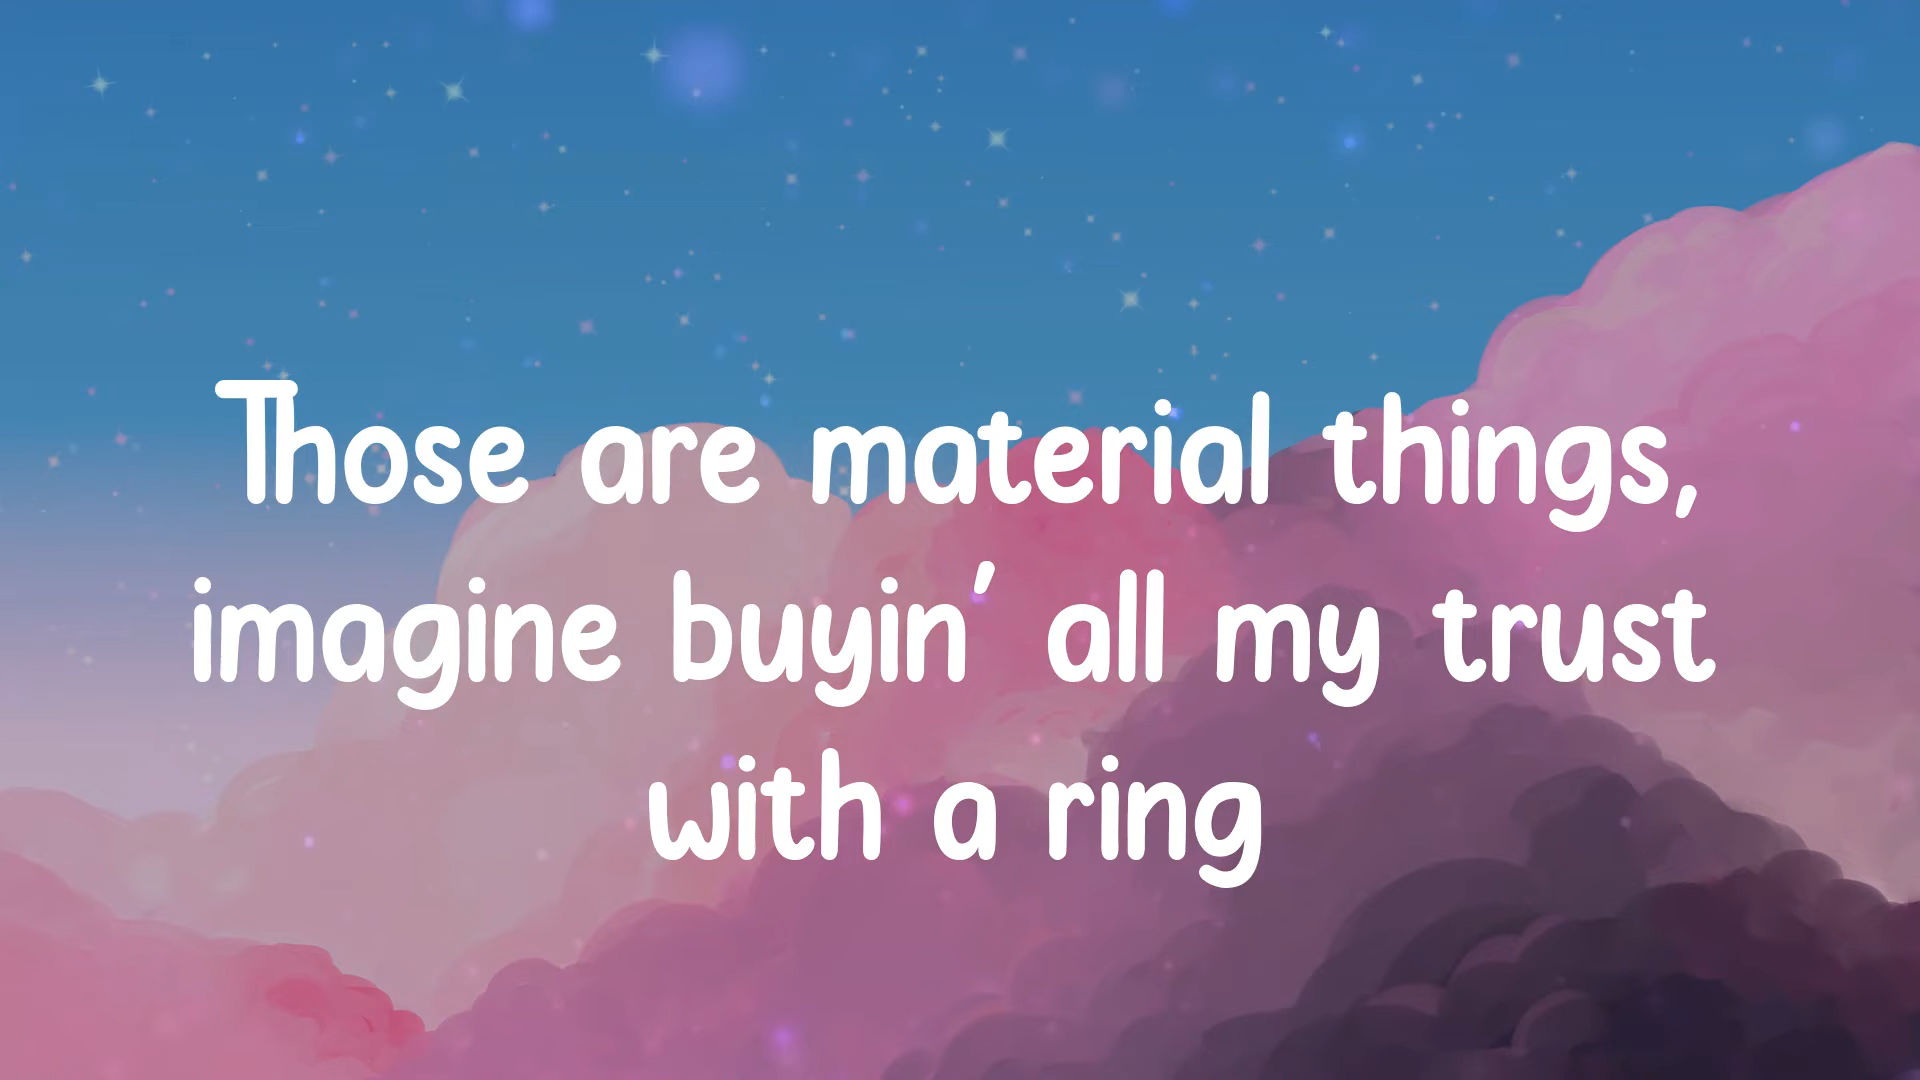 Those are material things,
imagine buyin' all my trust
with a ring